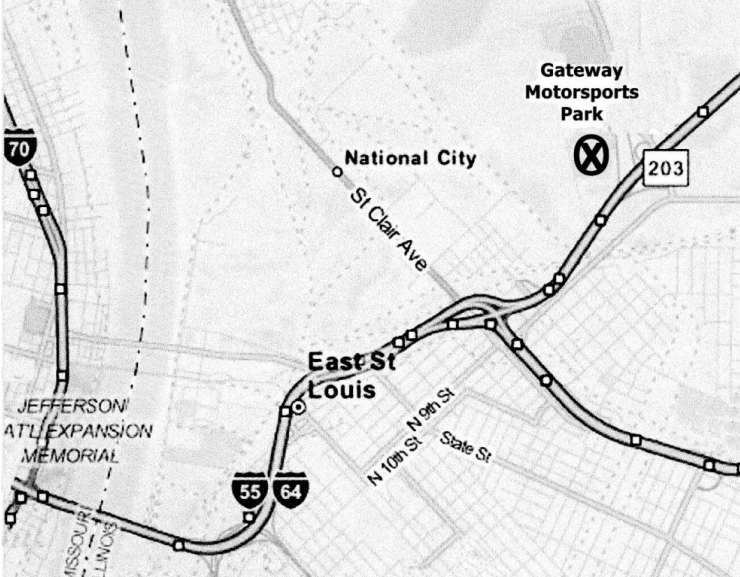 Gateway
Motorsports
Park
X
70
203
National City
St Clair Ave
East St
Louis
JEFFERSON
AT'L EXPANSION
MEMORIAL
N 9th St
N 10th St
State St
55
64
MISSOURI
ILLINOIS